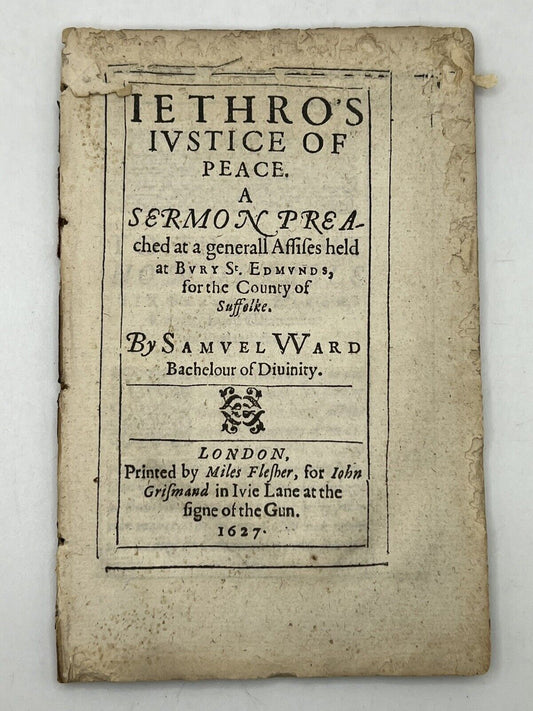 IETHRO'S
IVSTICE OF
PEACE.
A
SERMON PREA-
ched at a generall Aſſiſes held
at BVRY St. EDMVNDS,
for the County of
Suffolke.
By SAMVEL VVARD
Bachelour of Diuinity.
LONDON,
Printed by Miles Fleſher, for Iohn
Griſmand in Ivie Lane at the
ſigne of the Gun.
1627.